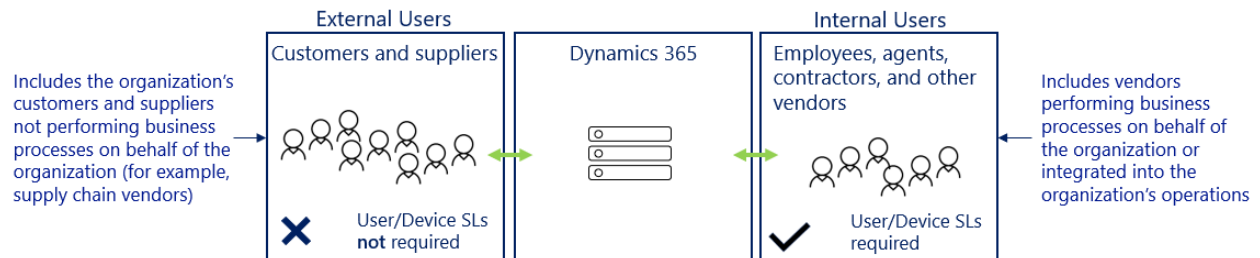 External Users
Internal Users
Customers and suppliers
Dynamics 365
Employees, agents,
contractors, and other
vendors
Includes the organization's
customers and suppliers
not performing business
processes on behalf of the
organization (for example,
supply chain vendors)
Includes vendors
performing business
processes on behalf of
the organization or
integrated into the
organization's operations
User/Device SLs
not required
User/Device SLs
required